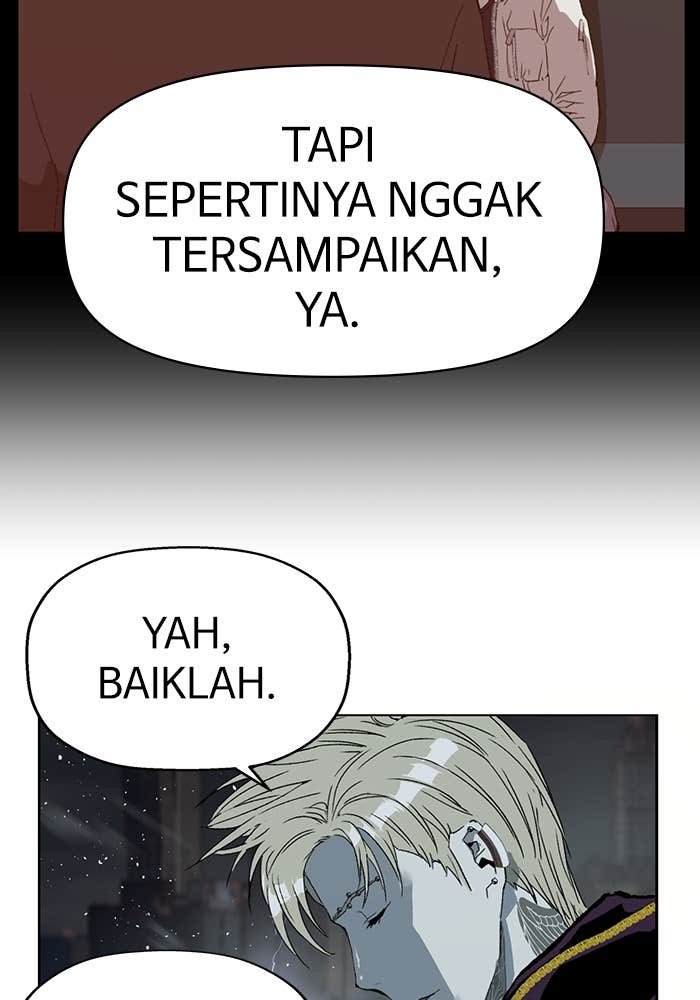 TAPI
SEPERTINYA NGGAK
TERSAMPAIKAN,
YA.
YAH,
BAIKLAH.